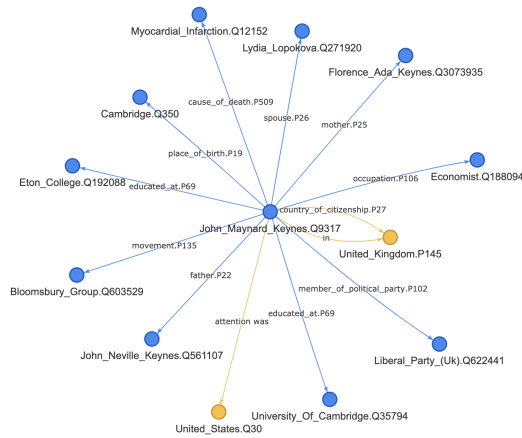 Myocardial_Infarction.Q12152
Lydia_Lopokova.Q271920
Florence_Ada_Keynes.Q3073935
cause_of_death.P509
Cambridge.Q350
spouse.P26
mother.P25
place_of_birth.P19
Eton_College.Q192088
educated_at.P69
occupation.P106
Economist.Q188094
country_of_citizenship.P27
John_Maynard_Keynes.Q9317
in
movement.P135
United_Kingdom.P145
father.P22
Bloomsbury_Group.Q603529
member_of_political_party.P102
attention was
educated_at.P69
John_Neville_Keynes.Q561107
Liberal_Party_(Uk).Q622441
United_States.Q30
University_Of_Cambridge.Q35794